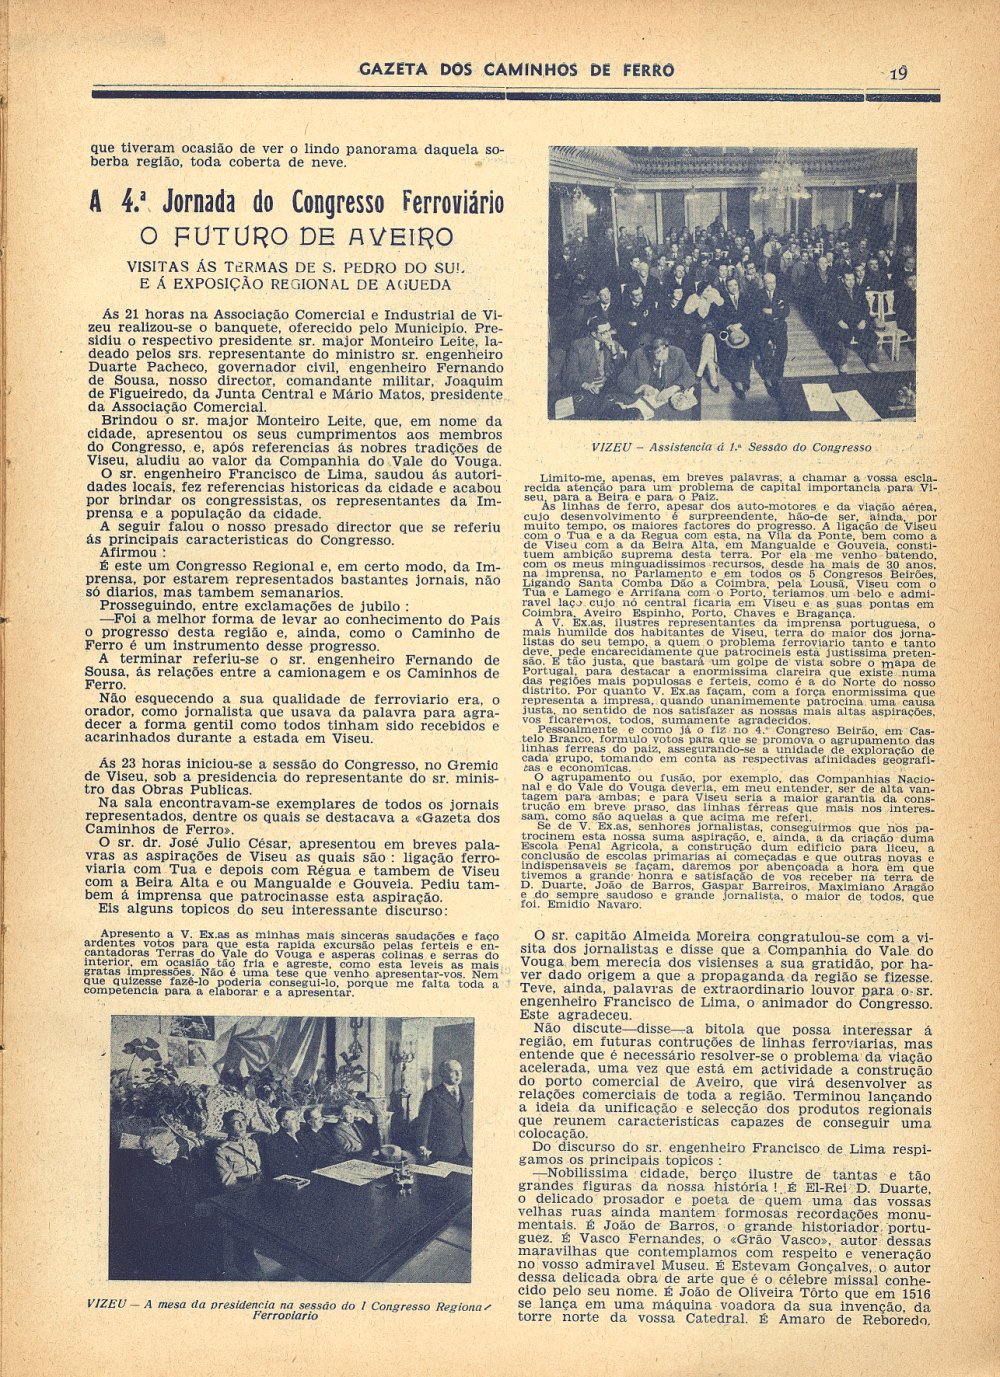 GAZETA DOS CAMINHOS DE FERRO
19
que tiveram ocasião de ver o lindo panorama daquela so-
berba região, toda coberta de neve.
A 4.ª Jornada do Congresso Ferroviário
O FUTURO DE AVEIRO
VISITAS ÁS TERMAS DE S. PEDRO DO SUL
E Á EXPOSIÇÃO REGIONAL DE AGUEDA
Ás 21 horas na Associação Comercial e Industrial de Vi-
zeu realizou-se o banquete, oferecido pelo Municipio. Pre-
sidiu o respectivo presidente sr. major Monteiro Leite, la-
deado pelos srs. representante do ministro sr. engenheiro
Duarte Pacheco, governador civil, engenheiro Fernando
de Sousa, nosso director, comandante militar, Joaquim
de Figueiredo, da Junta Central e Mário Matos, presidente
da Associação Comercial.
Brindou o sr. major Monteiro Leite, que, em nome da
cidade, apresentou os seus cumprimentos aos membros
do Congresso, e, após referencias ás nobres tradições de
Viseu, aludiu ao valor da Companhia do Vale do Vouga.
O sr. engenheiro Francisco de Lima, saudou ás autori-
dades locais, fez referencias historicas da cidade e acabou
por brindar os congressistas, os representantes da Im-
prensa e a população da cidade.
A seguir falou o nosso presado director que se referiu
ás principais caracteristicas do Congresso.
Afirmou :
É este um Congresso Regional e, em certo modo, da Im-
prensa, por estarem representados bastantes jornais, não
só diarios, mas tambem semanarios.
Prosseguindo, entre exclamações de jubilo :
—Foi a melhor forma de levar ao conhecimento do País
o progresso desta região e, ainda, como o Caminho de
Ferro é um instrumento desse progresso.
A terminar referiu-se o sr. engenheiro Fernando de
Sousa, ás relações entre a camionagem e os Caminhos de
Ferro.
Não esquecendo a sua qualidade de ferroviario era, o
orador, como jornalista que usava da palavra para agra-
decer a forma gentil como todos tinham sido recebidos e
acarinhados durante a estada em Viseu.
Ás 23 horas iniciou-se a sessão do Congresso, no Gremio
de Viseu, sob a presidencia do representante do sr. minis-
tro das Obras Publicas.
Na sala encontravam-se exemplares de todos os jornais
representados, dentre os quais se destacava a «Gazeta dos
Caminhos de Ferro».
O sr. dr. José Julio César, apresentou em breves pala-
vras as aspirações de Viseu as quais são : ligação ferro-
viaria com Tua e depois com Régua e tambem de Viseu
com a Beira Alta e ou Mangualde e Gouveia. Pediu tam-
bem á imprensa que patrocinasse esta aspiração.
Eis alguns topicos do seu interessante discurso:
Apresento a V. Ex.as as minhas mais sinceras saudações e faço
ardentes votos para que esta rapida excursão pelas ferteis e en-
cantadoras Terras do Vale do Vouga e asperas colinas e serras do
interior, em ocasião tão fria e agreste, como esta leveis as mais
gratas impressões. Não é uma tese que venho apresentar-vos. Nem
que quizesse fazê-lo poderia consegui-lo, porque me falta toda a
competencia para a elaborar e a apresentar.
VIZEU — A mesa da presidencia na sessão do I Congresso Regional
Ferroviario
VIZEU — Assistencia á 1.ª Sessão do Congresso
Limito-me, apenas, em breves palavras, a chamar a vossa escla-
recida atenção para um problema de capital importancia para Vi-
seu, para a Beira e para o Paiz.
As linhas de ferro, apesar dos auto-motores e da viação aérea,
cujo desenvolvimento é surpreendente, hão-de ser, ainda, por
muito tempo, os maiores factores do progresso. A ligação de Viseu
com o Tua e a da Regua com esta, na Vila da Ponte, bem como a
de Viseu com a da Beira Alta, em Mangualde e Gouveia, consti-
tuem ambição suprema desta terra. Por ela me venho batendo,
com os meus minguadissimos recursos, desde ha mais de 30 anos,
na imprensa, no Parlamento e em todos os 5 Congresos Beirões,
Ligando Santa Comba Dão a Coimbra, pela Lousã, Viseu com o
Tua e Lamego e Arrifana com o Porto, teriamos um belo e admi-
ravel laço cujo nó central ficaria em Viseu e as suas pontas em
Coimbra, Aveiro Espinho, Porto, Chaves e Bragança.
A V. Ex.as, ilustres representantes da imprensa portuguesa, o
mais humilde dos habitantes de Viseu, terra do maior dos jorna-
listas do seu tempo, a quem o problema ferroviario tanto e tanto
deve, pede encarecidamente que patrocineis esta justissima preten-
são. E tão justa, que bastará um golpe de vista sobre o mapa de
Portugal, para destacar a enormissima clareira que existe numa
das regiões mais populosas e ferteis, como é a do Norte do nosso
distrito. Por quanto V. Ex.as façam, com a força enormissima que
representa a impresa, quando unanimemente patrocina uma causa
justa, no sentido de nos satisfazer as nossas mais altas aspirações,
vos ficaremos, todos, sumamente agradecidos.
Pessoalmente e como já o fiz no 4.º Congreso Beirão, em Cas-
telo Branco, formulo votos para que se promova o agrupamento das
linhas ferreas do paiz, assegurando-se a unidade de exploração de
cada grupo, tomando em conta as respectivas afinidades geografi-
cas e economicas.
O agrupamento ou fusão, por exemplo, das Companhias Nacio-
nal e do Vale do Vouga deveria, em meu entender, ser de alta van-
tagem para ambas; e para Viseu seria a maior garantia da cons-
trução em breve praso, das linhas férreas que mais nos interes-
sam, como são aquelas a que acima me referi.
Se de V. Ex.as, senhores jornalistas, conseguirmos que nos pa-
trocinem esta nossa suma aspiração, e, ainda, a da criação duma
Escola Penal Agricola, a construção dum edificio para liceu, a
conclusão de escolas primarias ai começadas e que outras novas e
indispensaveis se façam, daremos por abençoada a hora em que
tivemos a grande honra e satisfação de vos receber na terra de
D. Duarte, João de Barros, Gaspar Barreiros, Maximiano Aragão
e do sempre saudoso e grande jornalista, o maior de todos, que
foi. Emidio Navaro.
O sr. capitão Almeida Moreira congratulou-se com a vi-
sita dos jornalistas e disse que a Companhia do Vale do
Vouga bem merecia dos visienses a sua gratidão, por ha-
ver dado origem a que a propaganda da região se fizesse.
Teve, ainda, palavras de extraordinario louvor para o sr.
engenheiro Francisco de Lima, o animador do Congresso.
Este agradeceu.
Não discute—disse—a bitola que possa interessar á
região, em futuras contruções de linhas ferroviarias, mas
entende que é necessário resolver-se o problema da viação
acelerada, uma vez que está em actividade a construção
do porto comercial de Aveiro, que virá desenvolver as
relações comerciais de toda a região. Terminou lançando
a ideia da unificação e selecção dos produtos regionais
que reunem caracteristicas capazes de conseguir uma
colocação.
Do discurso do sr. engenheiro Francisco de Lima respi-
gamos os principais topicos :
—Nobilissima cidade, berço ilustre de tantas e tão
grandes figuras da nossa história ! É El-Rei D. Duarte,
o delicado prosador e poeta de quem uma das vossas
velhas ruas ainda mantem formosas recordações monu-
mentais. É João de Barros, o grande historiador portu-
guez. É Vasco Fernandes, o «Grão Vasco», autor dessas
maravilhas que contemplamos com respeito e veneração
no vosso admiravel Museu. É Estevam Gonçalves, o autor
dessa delicada obra de arte que é o célebre missal conhe-
cido pelo seu nome. É João de Oliveira Tôrto que em 1516
se lança em uma máquina voadora da sua invenção, da
torre norte da vossa Catedral. É Amaro de Reboredo,